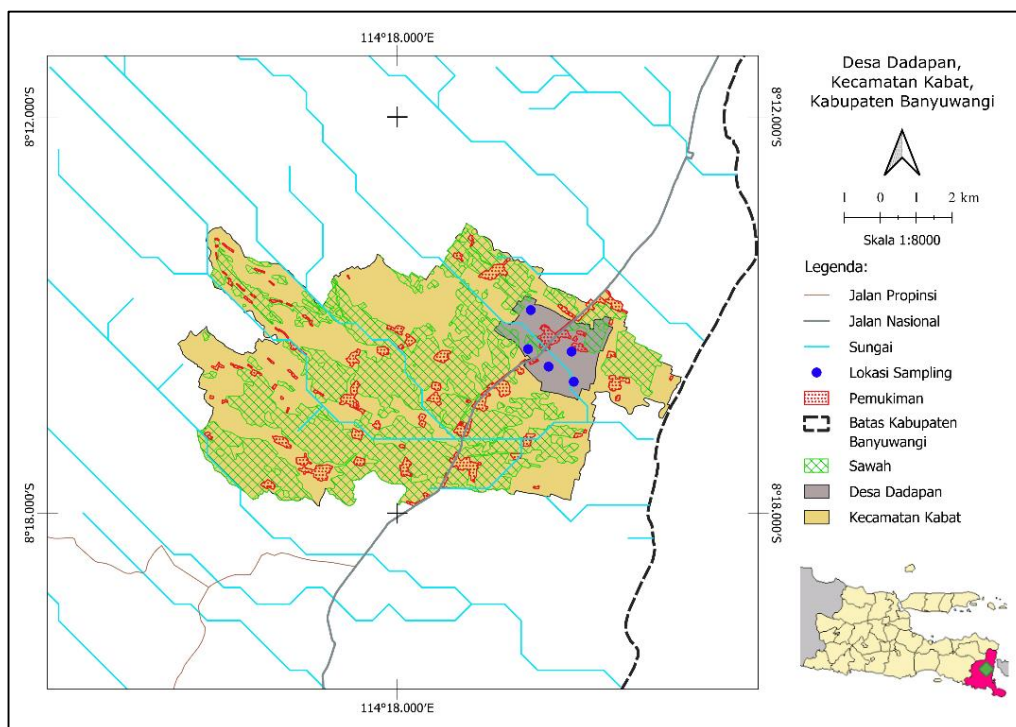 114°18.000′E
8°12.000′S
8°12.000′S
8°18.000′S
8°18.000′S
114°18.000′E
Desa Dadapan,
Kecamatan Kabat,
Kabupaten Banyuwangi
1 0 1 2 km
Skala 1:8000
Legenda:
Jalan Propinsi
Jalan Nasional
Sungai
Lokasi Sampling
Pemukiman
Batas Kabupaten
Banyuwangi
Sawah
Desa Dadapan
Kecamatan Kabat